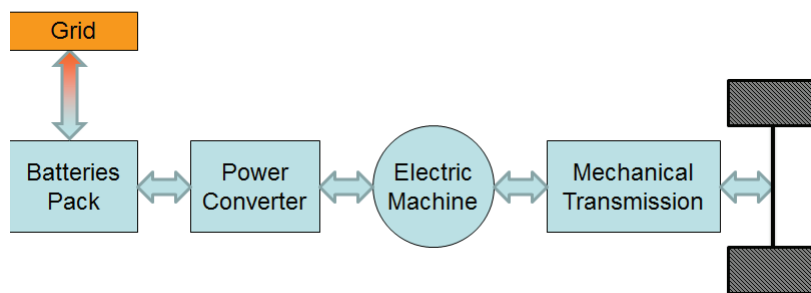 Grid
Batteries
Pack
Power
Converter
Electric
Machine
Mechanical
Transmission